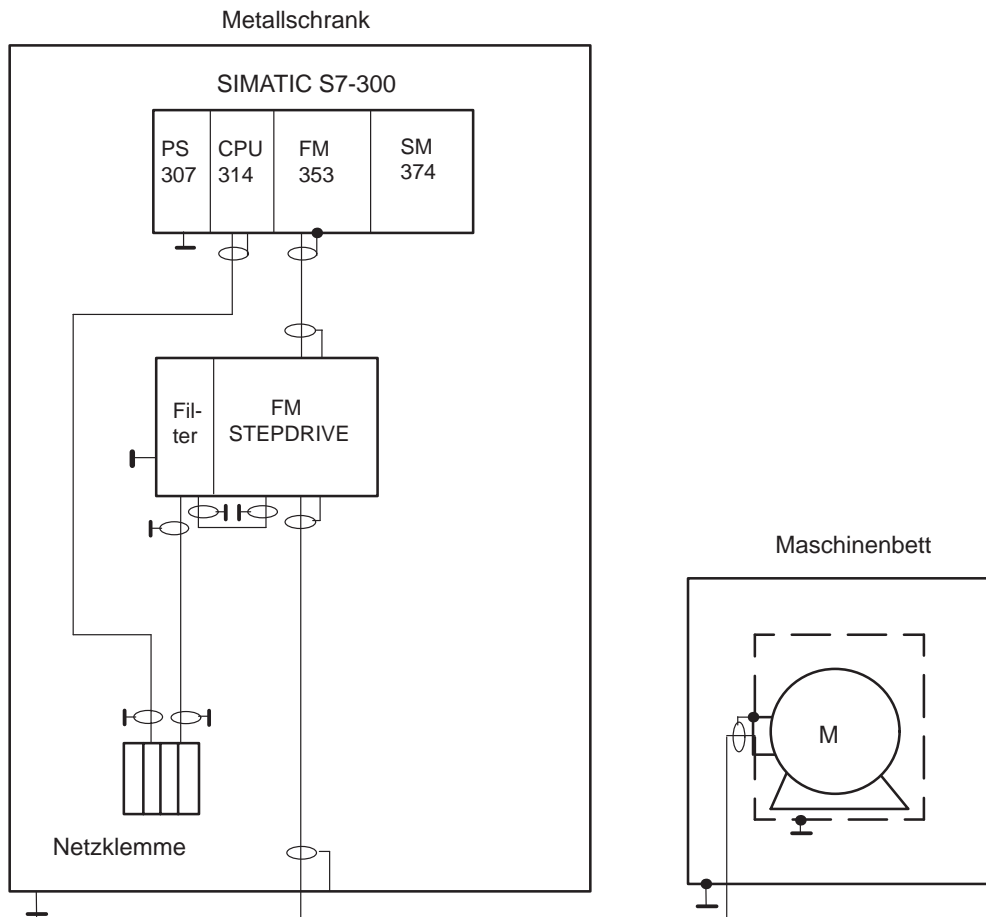 Metallschrank
SIMATIC S7-300
PS
307
CPU
314
FM
353
SM
374
Fil-
ter
FM
STEPDRIVE
Maschinenbett
M
Netzklemme